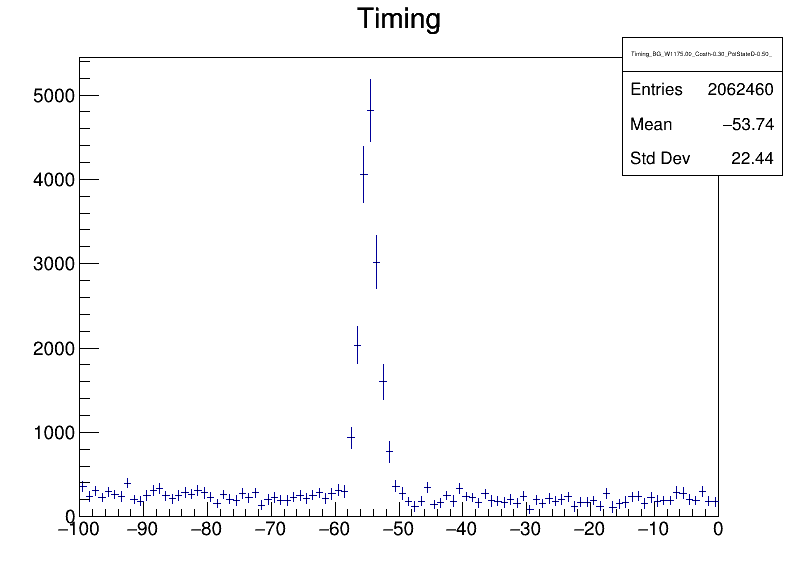 Timing
Timing_BG_W1175.00_Costh-0.30_PolStateD-0.50_
Entries 2062460
Mean −53.74
Std Dev 22.44
5000
4000
3000
2000
1000
0
−100 −90 −80 −70 −60 −50 −40 −30 −20 −10 0